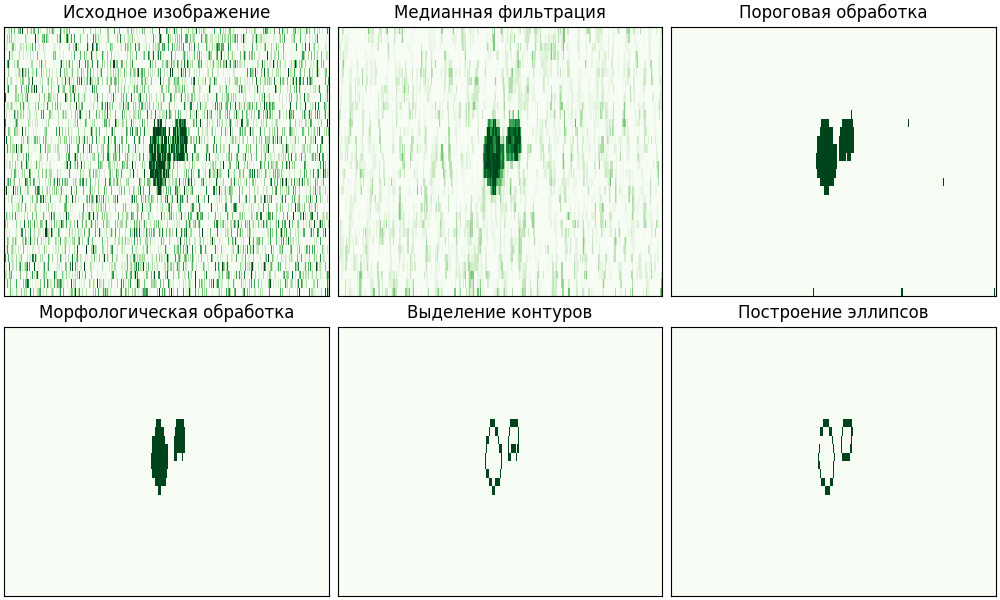 Исходное изображение
Медианная фильтрация
Пороговая обработка
Морфологическая обработка
Выделение контуров
Построение эллипсов